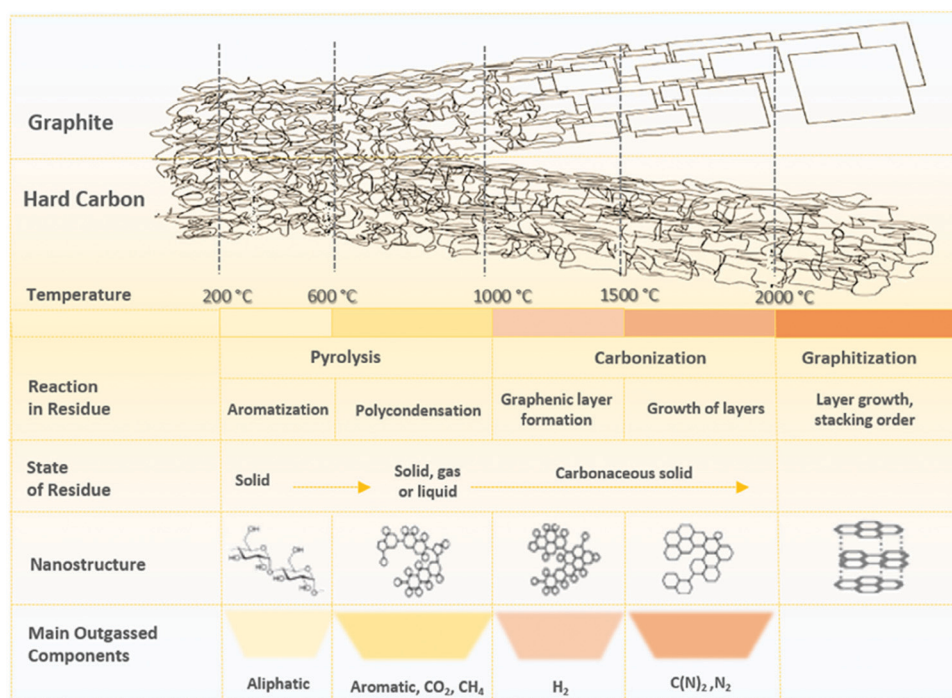 Graphite
Hard Carbon
Temperature 200 °C 600 °C 1000 °C 1500 °C 2000 °C
Pyrolysis Carbonization Graphitization
Reaction
in Residue
Aromatization Polycondensation Graphenic layer
formation Growth of layers Layer growth,
stacking order
State
of Residue
Solid Solid, gas
or liquid Carbonaceous solid
Nanostructure
Main Outgassed
Components
Aliphatic Aromatic, CO₂, CH₄ H₂ C(N)₂ ,N₂